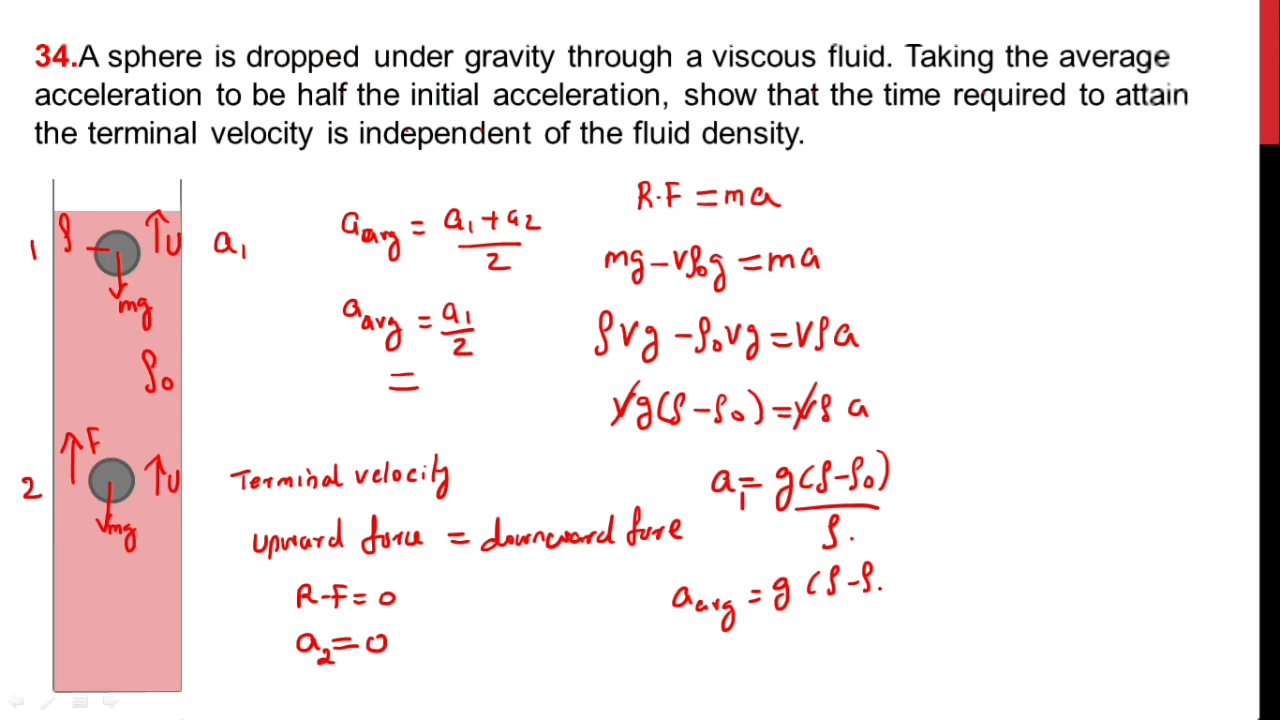 34.A sphere is dropped under gravity through a viscous fluid. Taking the average
acceleration to be half the initial acceleration, show that the time required to attain
the terminal velocity is independent of the fluid density.
1 ρ ↑U a₁
mg
ρ₀
2 ↑F ↑U
mg
a avg = (a₁+a₂)/2
a avg = a₁/2
=
Terminal velocity
upward force = downward force
R.F = 0
a₂ = 0
R.F = ma
mg - Vρ₀g = ma
ρVg - ρ₀Vg = Vρa
Vg(ρ-ρ₀) = Vρ a
a₁ = g(ρ-ρ₀)/ρ.
a avg = g (ρ-ρ.